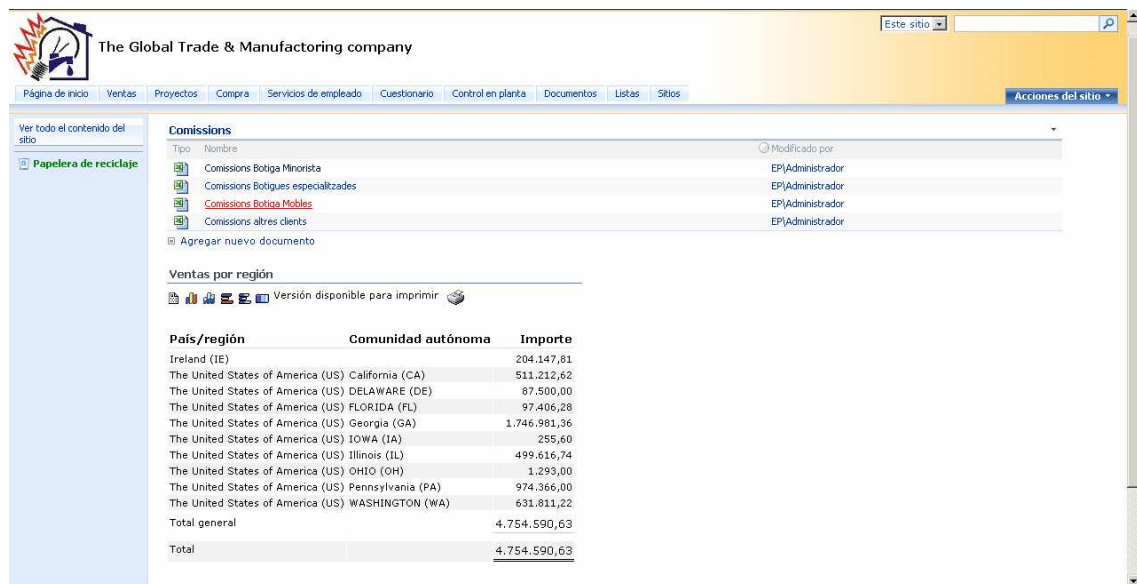 Este sitio
The Global Trade & Manufactoring company
Página de inicio Ventas Proyectos Compra Servicios de empleado Cuestionario Control en planta Documentos Listas Sitios Acciones del sitio
Ver todo el contenido del
sitio
Papelera de reciclaje
Comissions
Tipo Nombre Modificado por
Comissions Botiga Minorista EP\Administrador
Comissions Botigues especialitzades EP\Administrador
Comissions Botiga Mobles EP\Administrador
Comissions altres clients EP\Administrador
Agregar nuevo documento
Ventas por región
Versión disponible para imprimir
País/región Comunidad autónoma Importe
Ireland (IE) 204.147,81
The United States of America (US) California (CA) 511.212,62
The United States of America (US) DELAWARE (DE) 87.500,00
The United States of America (US) FLORIDA (FL) 97.406,28
The United States of America (US) Georgia (GA) 1.746.981,36
The United States of America (US) IOWA (IA) 255,60
The United States of America (US) Illinois (IL) 499.616,74
The United States of America (US) OHIO (OH) 1.293,00
The United States of America (US) Pennsylvania (PA) 974.366,00
The United States of America (US) WASHINGTON (WA) 631.811,22
Total general 4.754.590,63
Total 4.754.590,63